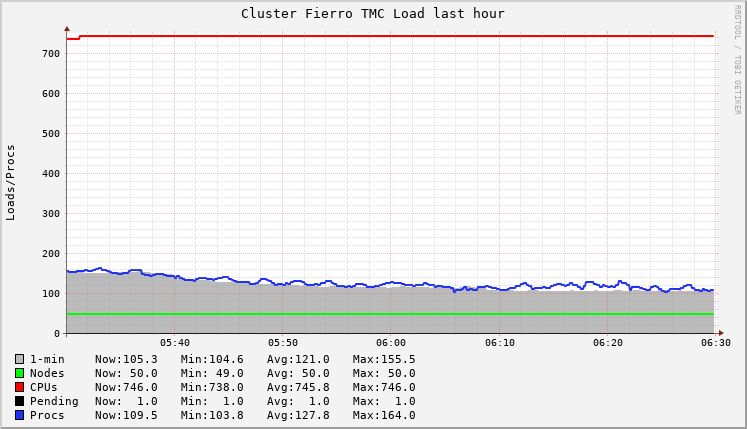 Cluster Fierro TMC Load last hour
RRDTOOL / TOBI OETIKER
Loads/Procs
700
600
500
400
300
200
100
0
05:40 05:50 06:00 06:10 06:20 06:30
1-min Now:105.3 Min:104.6 Avg:121.0 Max:155.5
Nodes Now: 50.0 Min: 49.0 Avg: 50.0 Max: 50.0
CPUs Now:746.0 Min:738.0 Avg:745.8 Max:746.0
Pending Now: 1.0 Min: 1.0 Avg: 1.0 Max: 1.0
Procs Now:109.5 Min:103.8 Avg:127.8 Max:164.0